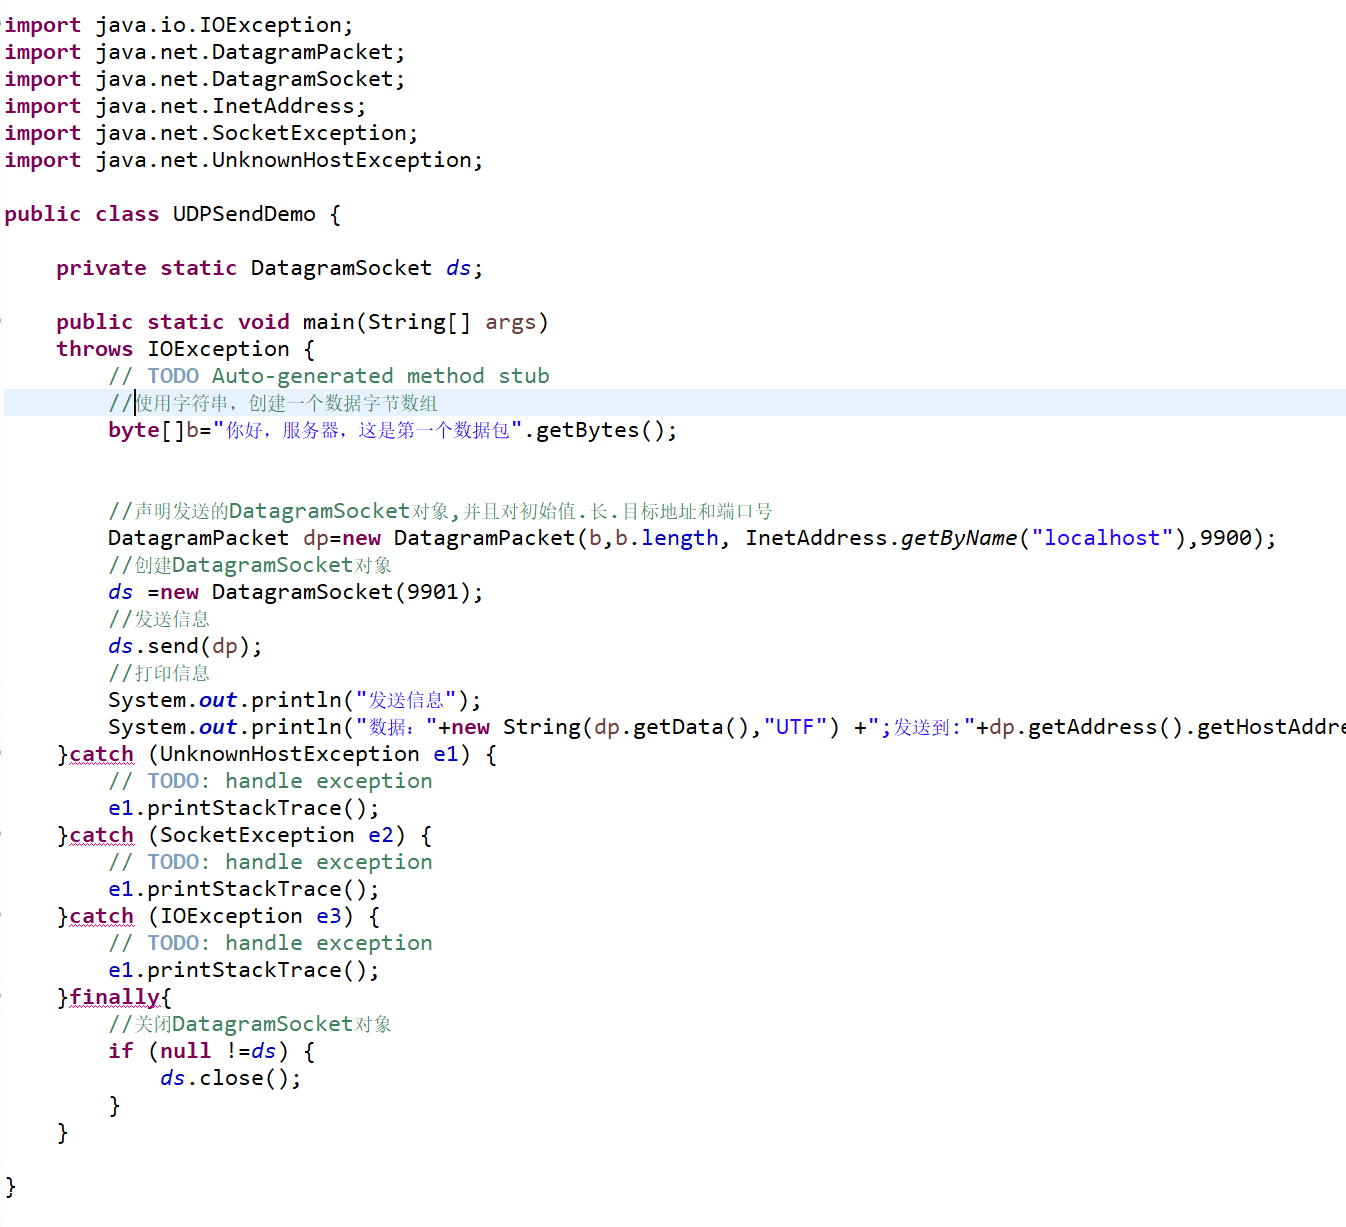 import java.io.IOException;
import java.net.DatagramPacket;
import java.net.DatagramSocket;
import java.net.InetAddress;
import java.net.SocketException;
import java.net.UnknownHostException;
public class UDPSendDemo {
private static DatagramSocket ds;
public static void main(String[] args)
throws IOException {
// TODO Auto-generated method stub
//使用字符串，创建一个数据字节数组
byte[]b="你好，服务器，这是第一个数据包".getBytes();
//声明发送的DatagramSocket对象,并且对初始值.长.目标地址和端口号
DatagramPacket dp=new DatagramPacket(b,b.length, InetAddress.getByName("localhost"),9900);
//创建DatagramSocket对象
ds =new DatagramSocket(9901);
//发送信息
ds.send(dp);
//打印信息
System.out.println("发送信息");
System.out.println("数据："+new String(dp.getData(),"UTF") +";发送到:"+dp.getAddress().getHostAddre
}catch (UnknownHostException e1) {
// TODO: handle exception
e1.printStackTrace();
}catch (SocketException e2) {
// TODO: handle exception
e1.printStackTrace();
}catch (IOException e3) {
// TODO: handle exception
e1.printStackTrace();
}finally{
//关闭DatagramSocket对象
if (null !=ds) {
ds.close();
}
}
}